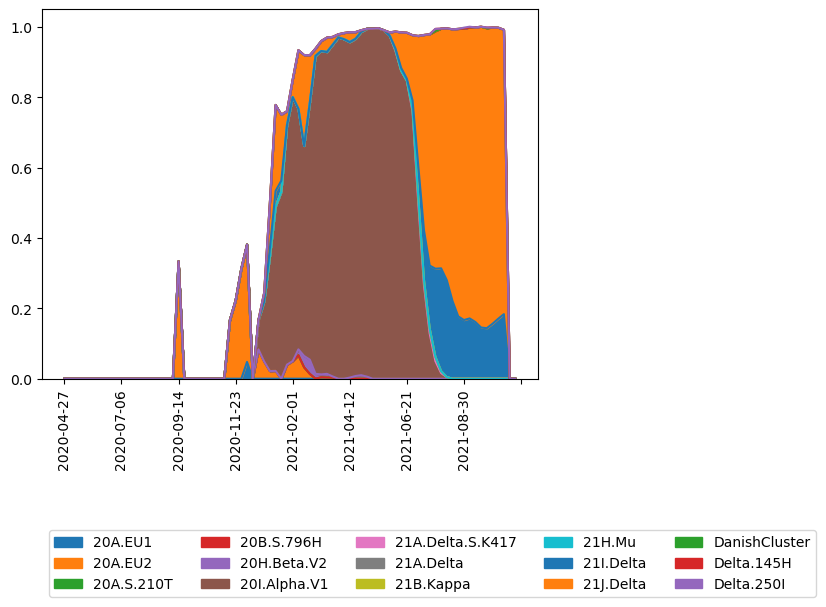 1.0
0.8
0.6
0.4
0.2
0.0
2020-04-27 2020-07-06 2020-09-14 2020-11-23 2021-02-01 2021-04-12 2021-06-21 2021-08-30
20A.EU1 20B.S.796H 21A.Delta.S.K417 21H.Mu DanishCluster
20A.EU2 20H.Beta.V2 21A.Delta 21I.Delta Delta.145H
20A.S.210T 20I.Alpha.V1 21B.Kappa 21J.Delta Delta.250I